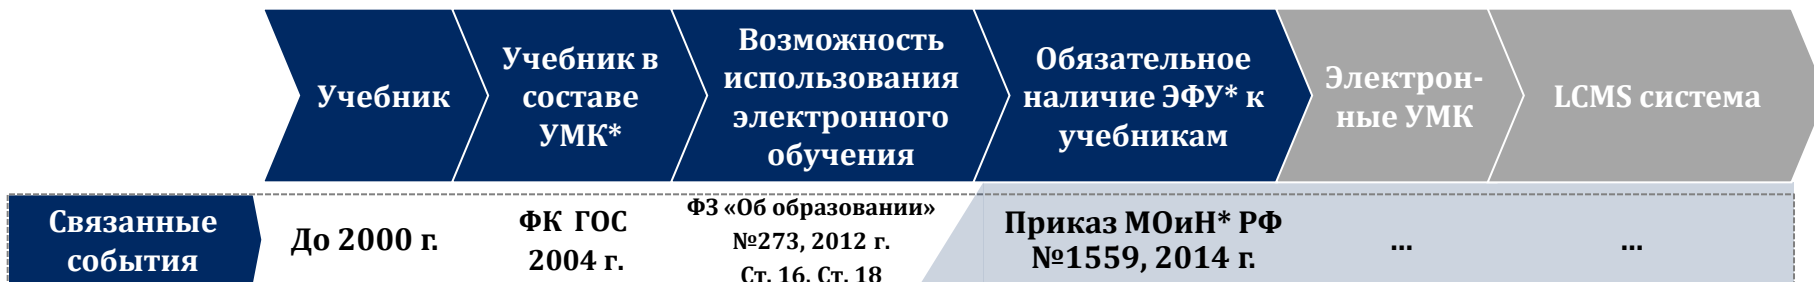 Учебник
Учебник в
составе
УМК*
Возможность
использования
электронного
обучения
Обязательное
наличие ЭФУ* к
учебникам
Электрон-
ные УМК
LCMS система
Связанные
события
До 2000 г.
ФК ГОС
2004 г.
ФЗ «Об образовании»
№273, 2012 г.
Ст. 16. Ст. 18
Приказ МОиН* РФ
№1559, 2014 г.
...
...